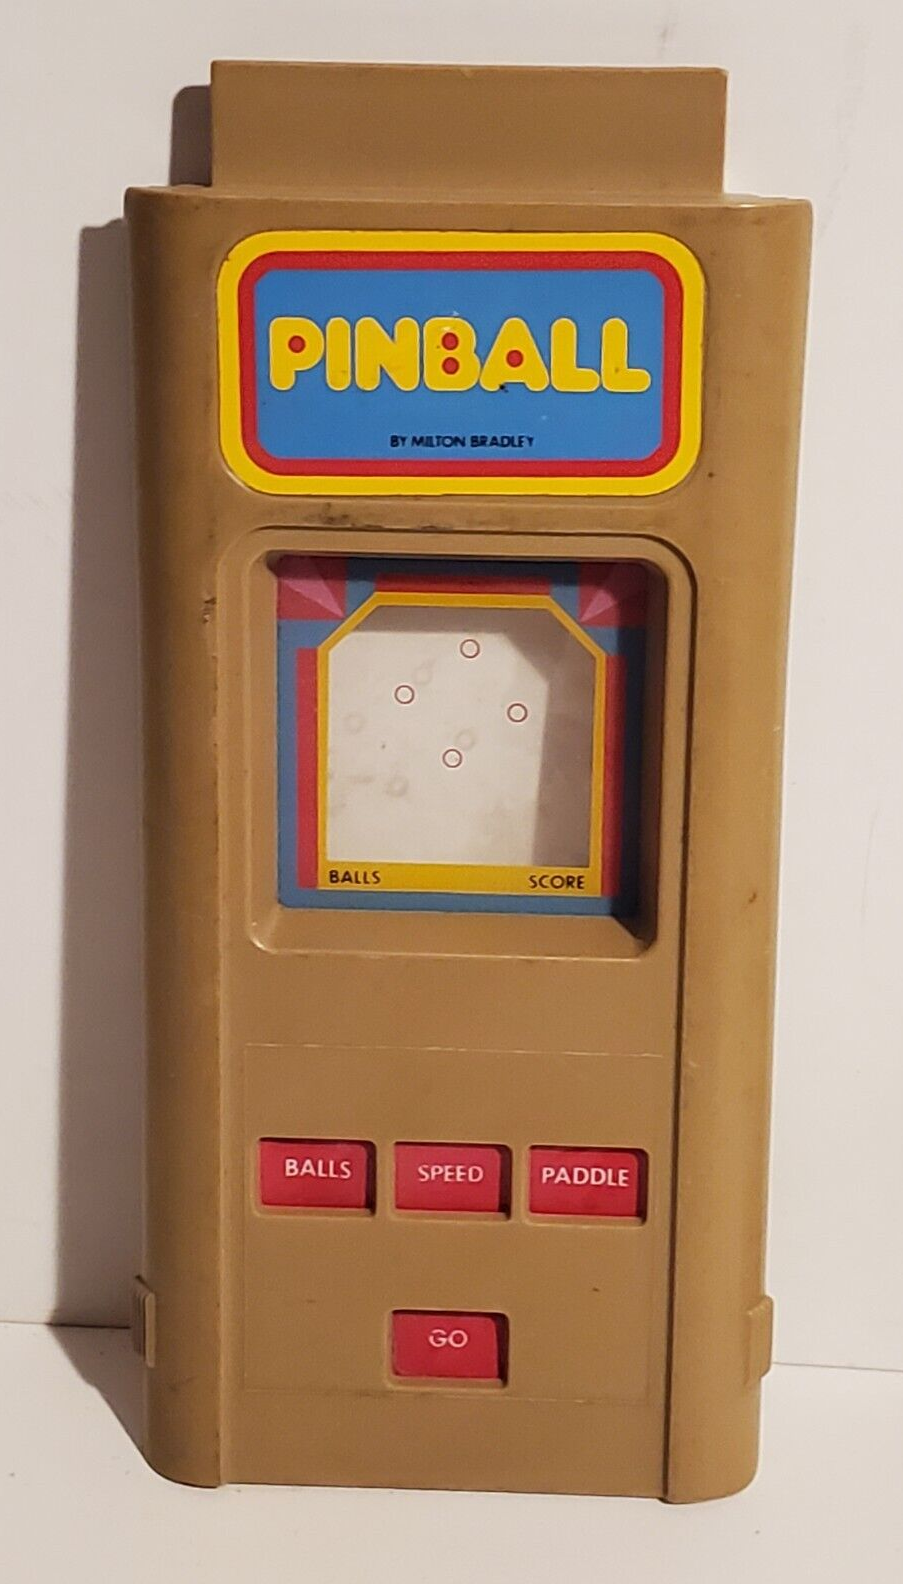 PINBALL
BY MILTON BRADLEY
BALLS SCORE
BALLS SPEED PADDLE
GO